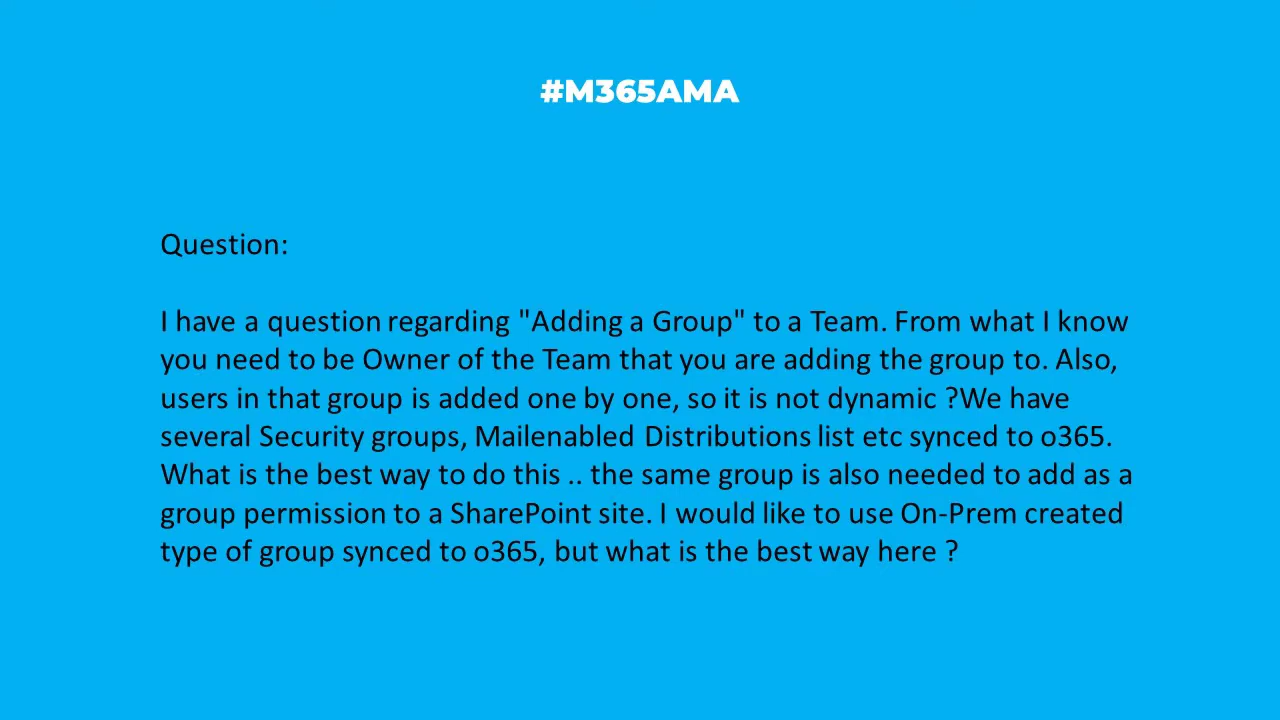 #M365AMA
Question:
I have a question regarding "Adding a Group" to a Team. From what I know
you need to be Owner of the Team that you are adding the group to. Also,
users in that group is added one by one, so it is not dynamic ?We have
several Security groups, Mailenabled Distributions list etc synced to o365.
What is the best way to do this .. the same group is also needed to add as a
group permission to a SharePoint site. I would like to use On-Prem created
type of group synced to o365, but what is the best way here ?